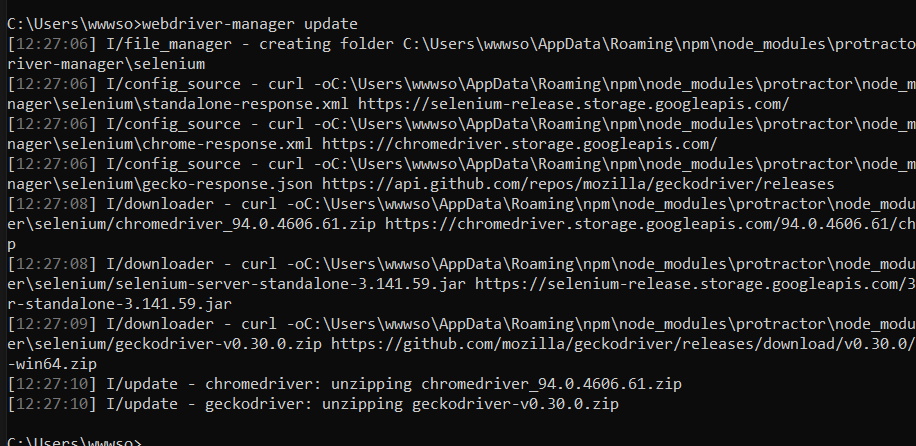 C:\Users\wwwso>webdriver-manager update
[12:27:06] I/file_manager - creating folder C:\Users\wwwso\AppData\Roaming\npm\node_modules\protracto
river-manager\selenium
[12:27:06] I/config_source - curl -oC:\Users\wwwso\AppData\Roaming\npm\node_modules\protractor\node_m
nager\selenium\standalone-response.xml https://selenium-release.storage.googleapis.com/
[12:27:06] I/config_source - curl -oC:\Users\wwwso\AppData\Roaming\npm\node_modules\protractor\node_m
nager\selenium\chrome-response.xml https://chromedriver.storage.googleapis.com/
[12:27:06] I/config_source - curl -oC:\Users\wwwso\AppData\Roaming\npm\node_modules\protractor\node_m
nager\selenium\gecko-response.json https://api.github.com/repos/mozilla/geckodriver/releases
[12:27:08] I/downloader - curl -oC:\Users\wwwso\AppData\Roaming\npm\node_modules\protractor\node_modu
er\selenium/chromedriver_94.0.4606.61.zip https://chromedriver.storage.googleapis.com/94.0.4606.61/ch
p
[12:27:08] I/downloader - curl -oC:\Users\wwwso\AppData\Roaming\npm\node_modules\protractor\node_modu
er\selenium/selenium-server-standalone-3.141.59.jar https://selenium-release.storage.googleapis.com/3
r-standalone-3.141.59.jar
[12:27:09] I/downloader - curl -oC:\Users\wwwso\AppData\Roaming\npm\node_modules\protractor\node_modu
er\selenium/geckodriver-v0.30.0.zip https://github.com/mozilla/geckodriver/releases/download/v0.30.0/
-win64.zip
[12:27:10] I/update - chromedriver: unzipping chromedriver_94.0.4606.61.zip
[12:27:10] I/update - geckodriver: unzipping geckodriver-v0.30.0.zip
C:\Users\wwwso>